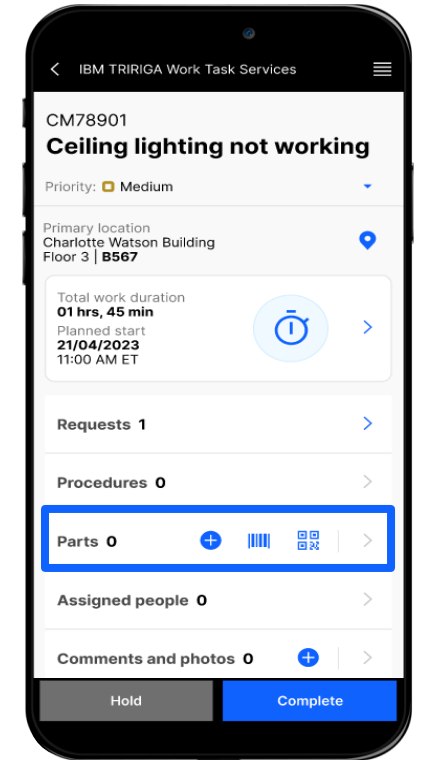 IBM TRIRIGA Work Task Services
CM78901
Ceiling lighting not working
Priority: Medium
Primary location
Charlotte Watson Building
Floor 3 | B567
Total work duration
01 hrs, 45 min
Planned start
21/04/2023
11:00 AM ET
Requests 1
Procedures 0
Parts 0
Assigned people 0
Comments and photos 0
Hold Complete